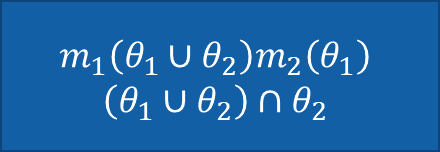 m₁(θ₁ ∪ θ₂)m₂(θ₁)
(θ₁ ∪ θ₂) ∩ θ₂